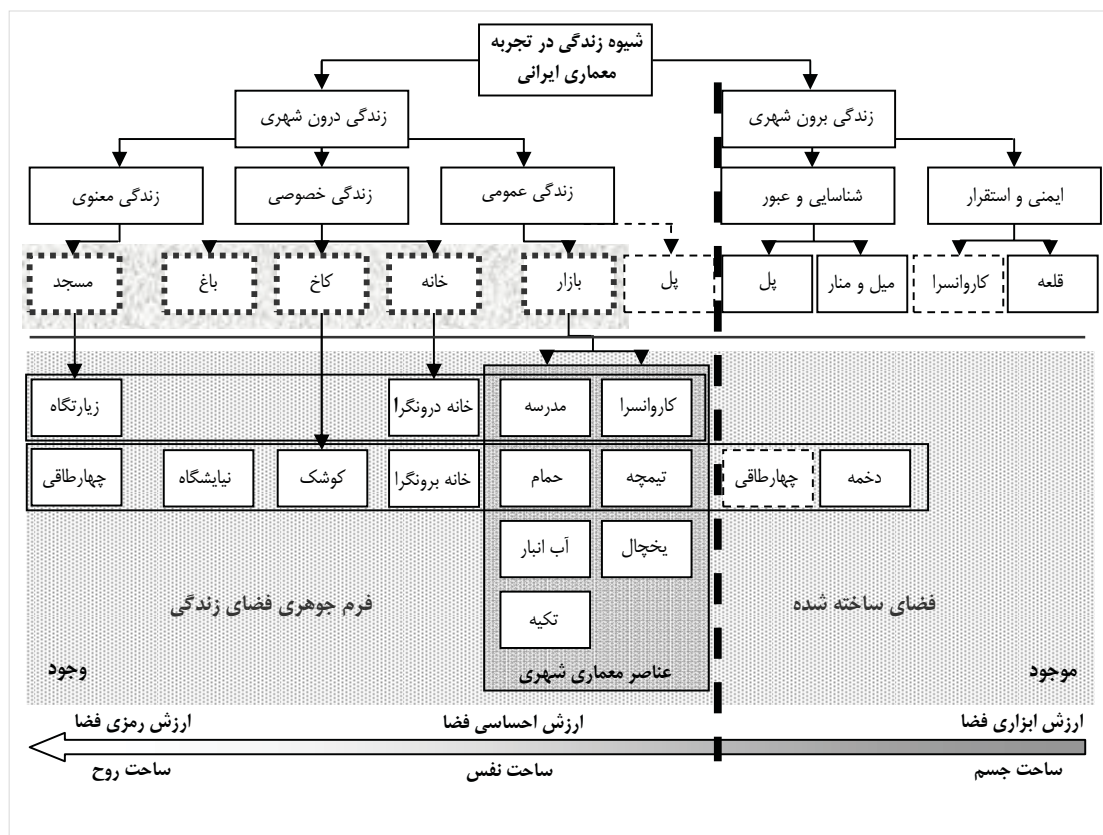 شیوه زندگی در تجربه
معماری ایرانی
زندگی برون شهری
زندگی درون شهری
ایمنی و استقرار
شناسایی و عبور
زندگی عمومی
زندگی خصوصی
زندگی معنوی
قلعه
کاروانسرا
میل و منار
پل
پل
بازار
خانه
کاخ
باغ
مسجد
کاروانسرا
مدرسه
خانه درونگرا
زیارتگاه
دخمه
چهارطاقی
تیمچه
حمام
خانه برونگرا
کوشک
نیایشگاه
چهارطاقی
یخچال
آب انبار
فضای ساخته شده
تکیه
فرم جوهری فضای زندگی
موجود
عناصر معماری شهری
وجود
ارزش ابزاری فضا
ارزش احساسی فضا
ارزش رمزی فضا
ساحت جسم
ساحت نفس
ساحت روح